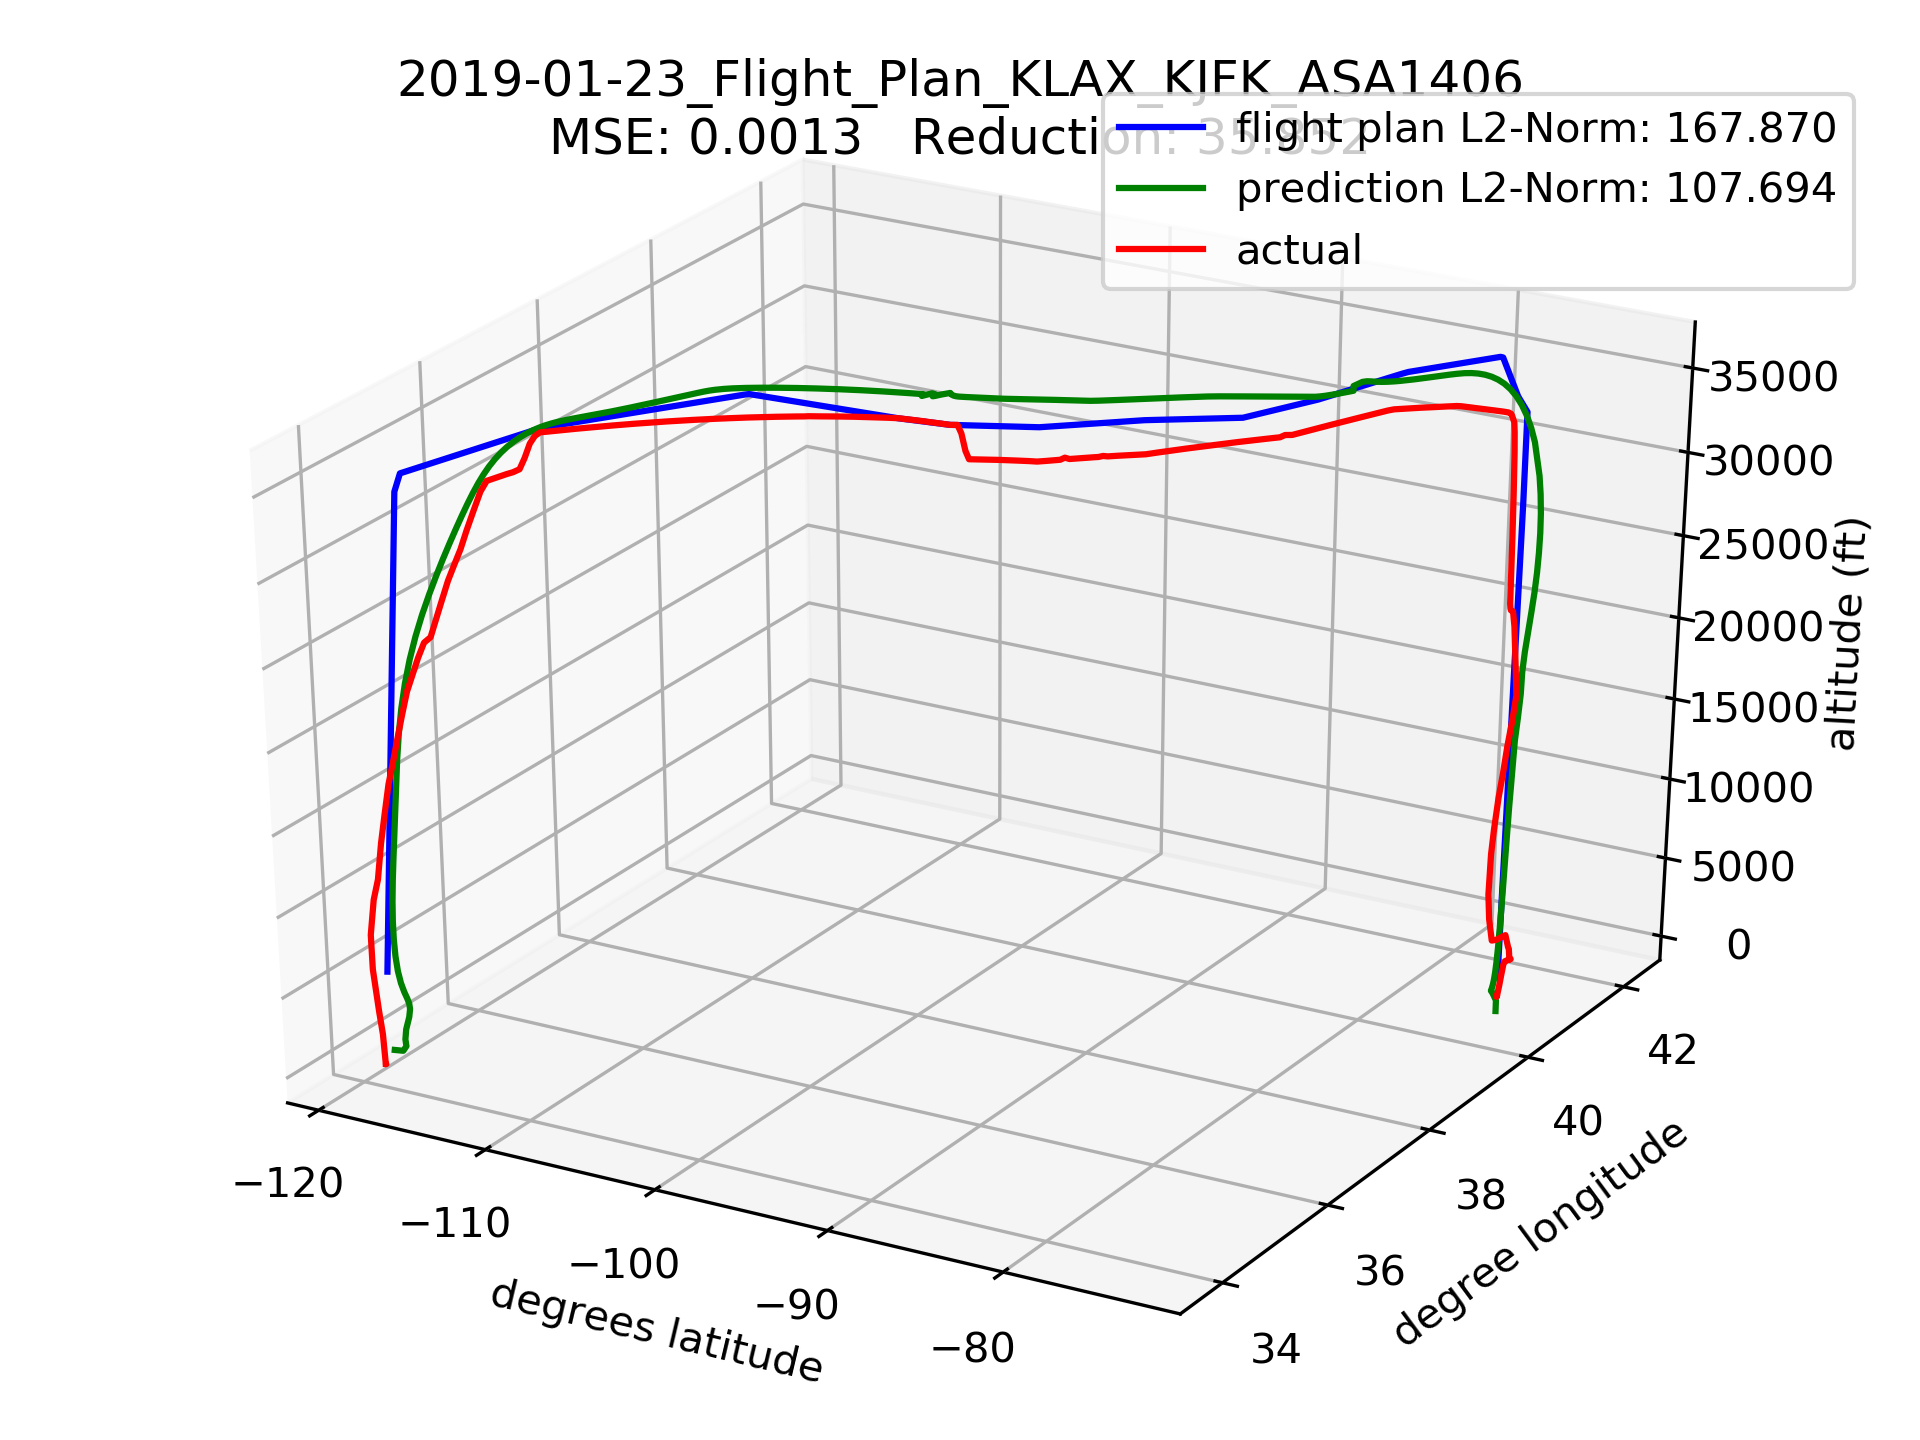 2019-01-23_Flight_Plan_KLAX_KJFK_ASA1406
MSE: 0.0013   Reduction: 35.852
flight plan L2-Norm: 167.870
prediction L2-Norm: 107.694
actual
35000
30000
25000
20000
15000
10000
5000
0
altitude (ft)
42
40
38
36
34
degree longitude
−120
−110
−100
−90
−80
degrees latitude